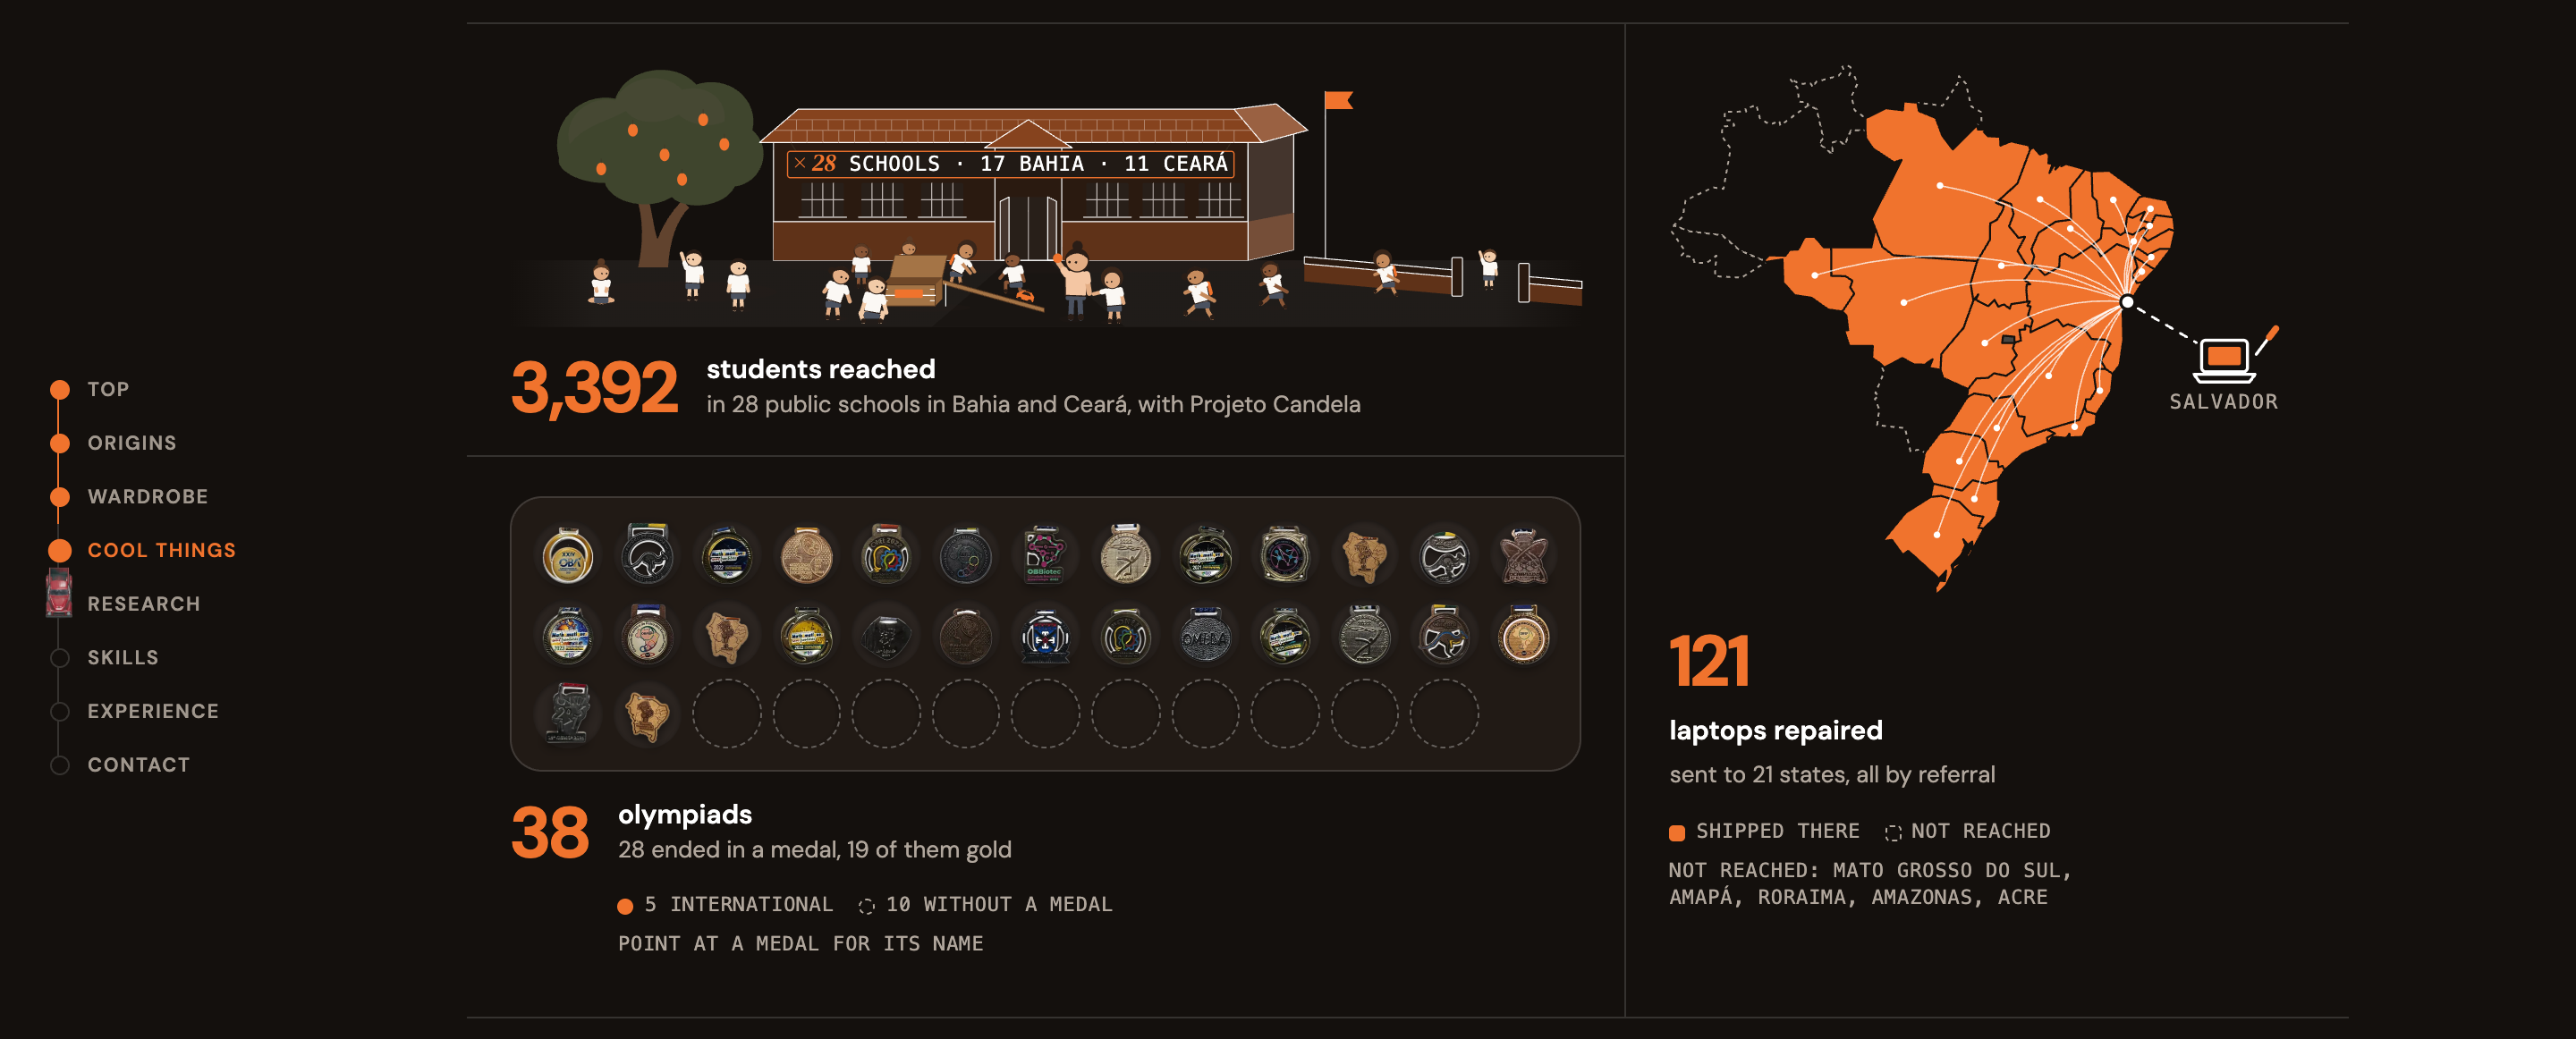 TOP
ORIGINS
WARDROBE
COOL THINGS
RESEARCH
SKILLS
EXPERIENCE
CONTACT
× 28 SCHOOLS · 17 BAHIA · 11 CEARÁ
3,392
students reached
in 28 public schools in Bahia and Ceará, with Projeto Candela
38
olympiads
28 ended in a medal, 19 of them gold
5 INTERNATIONAL
10 WITHOUT A MEDAL
POINT AT A MEDAL FOR ITS NAME
SALVADOR
121
laptops repaired
sent to 21 states, all by referral
SHIPPED THERE
NOT REACHED
NOT REACHED: MATO GROSSO DO SUL,
AMAPÁ, RORAIMA, AMAZONAS, ACRE